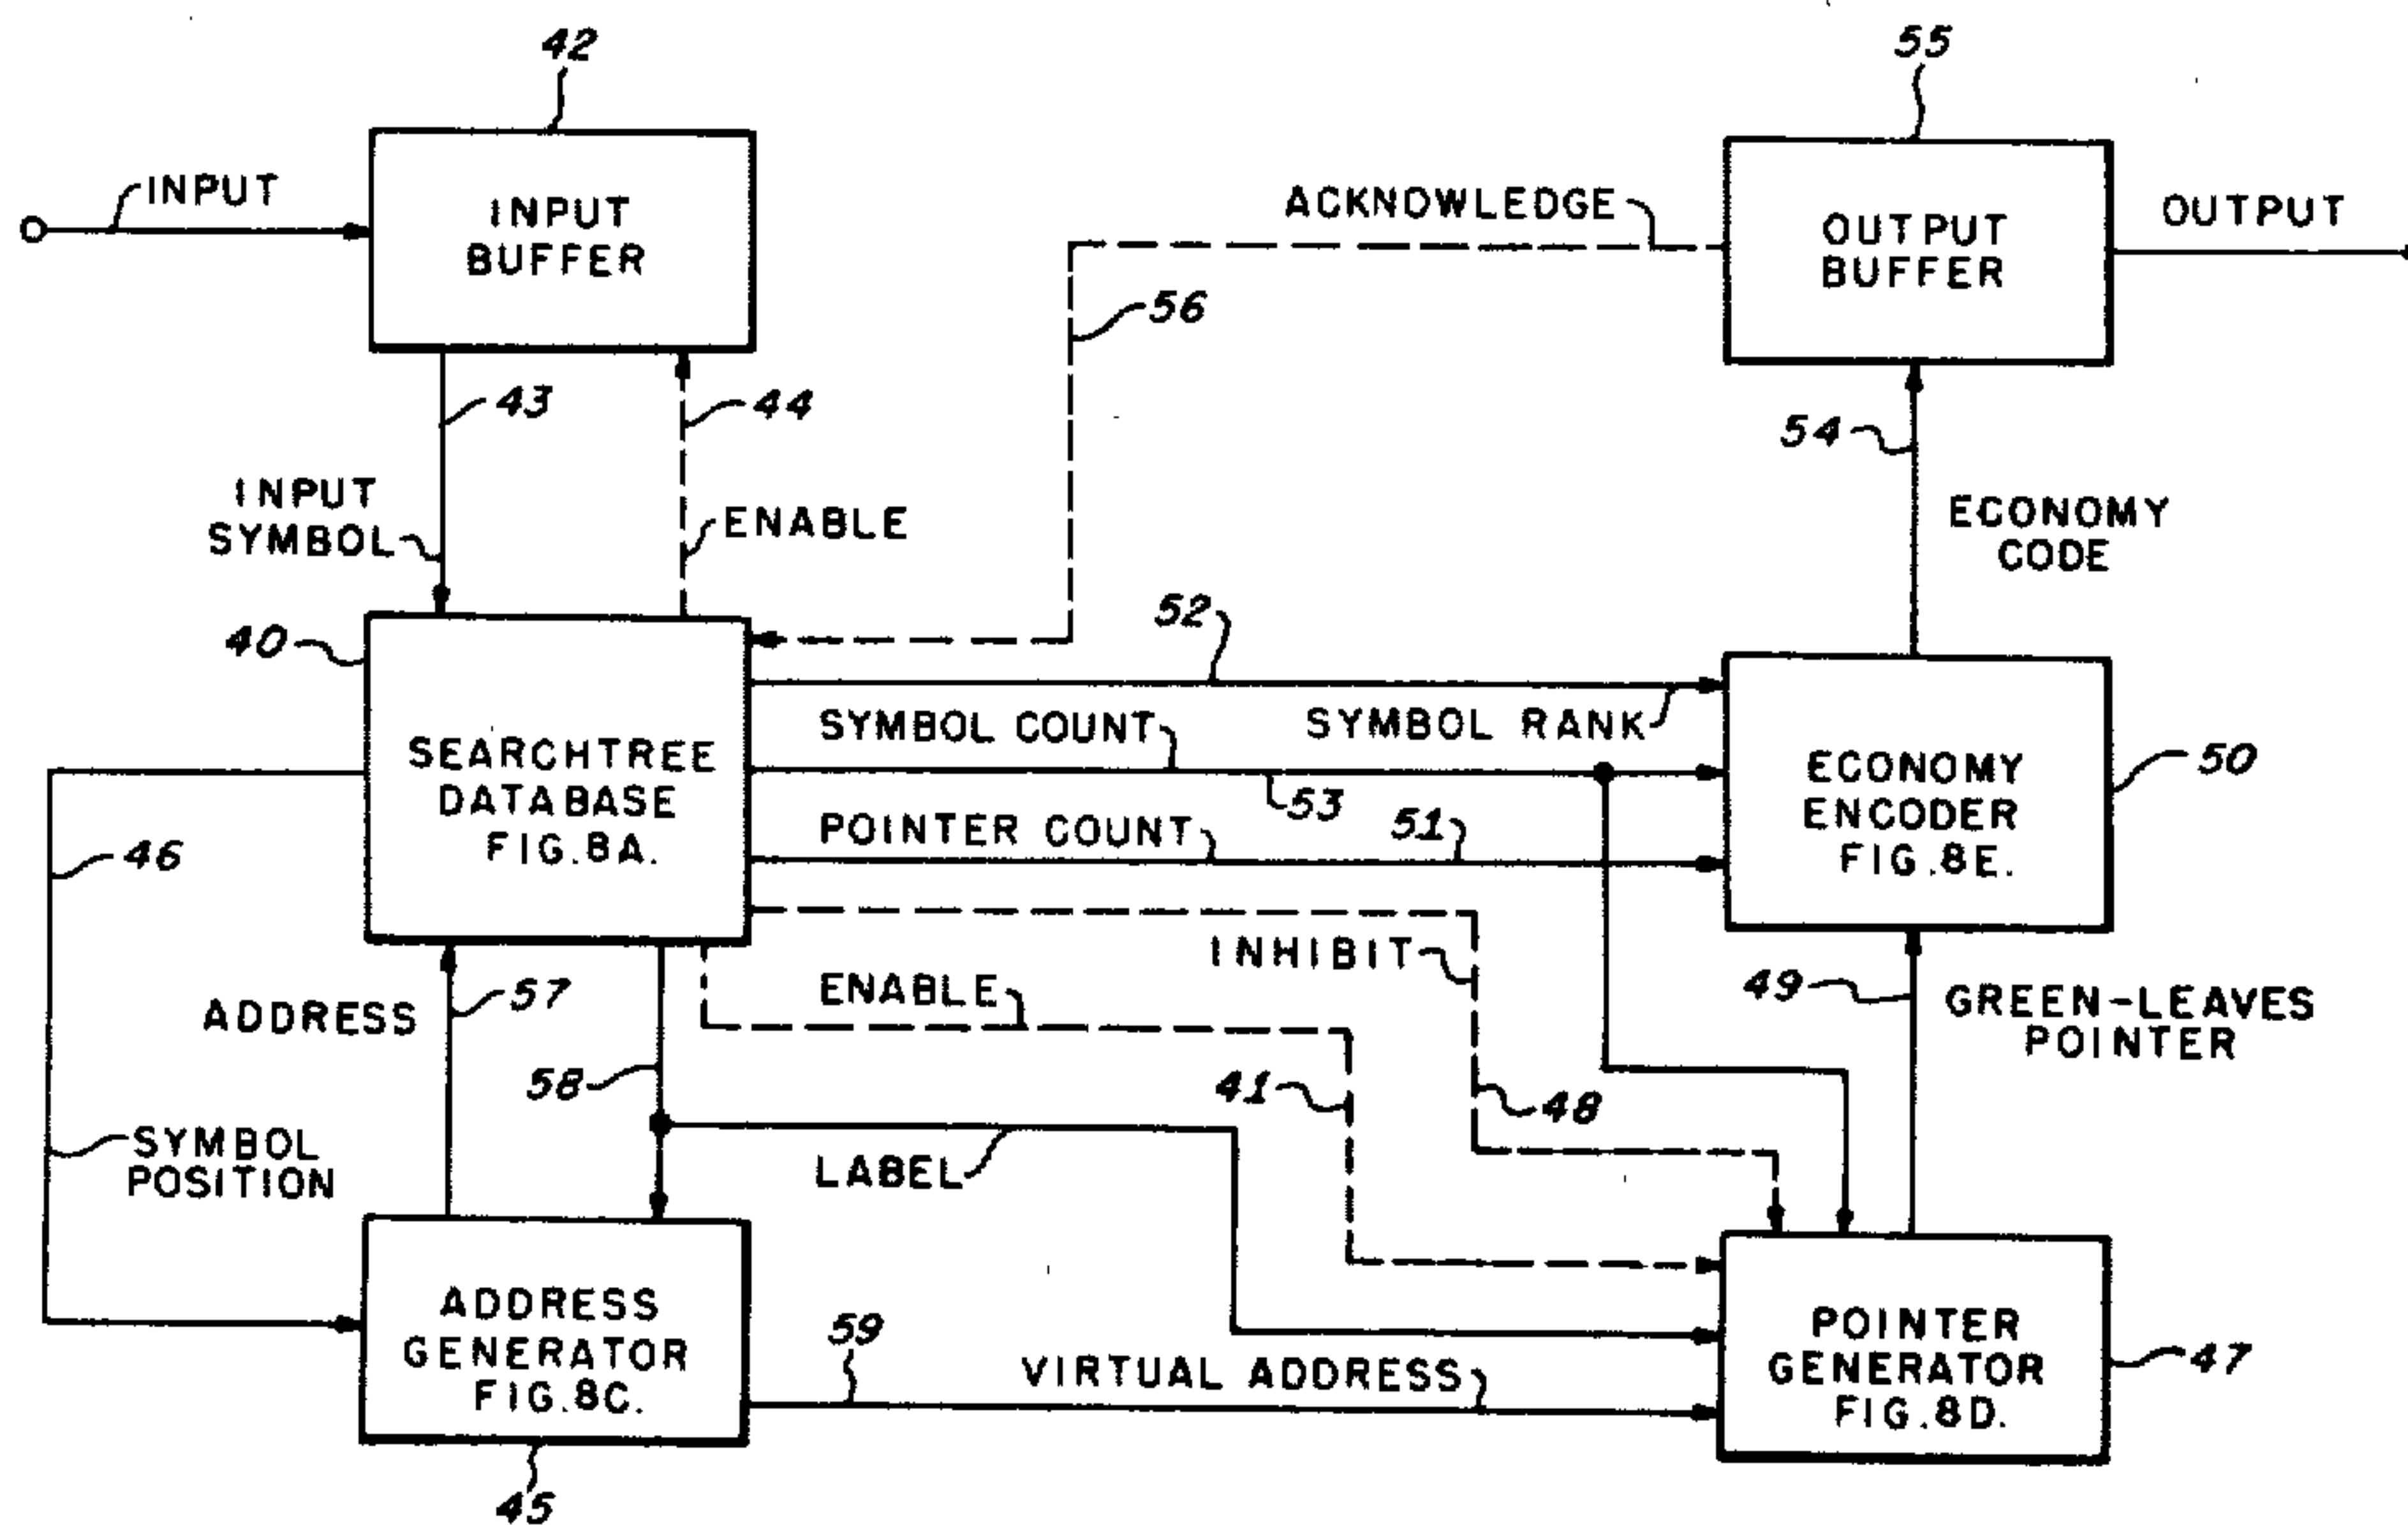 42
55
INPUT
INPUT
BUFFER
ACKNOWLEDGE
OUTPUT
BUFFER
OUTPUT
56
43
44
54
INPUT
SYMBOL
ENABLE
ECONOMY
CODE
52
40
SYMBOL COUNT
SYMBOL RANK
SEARCHTREE
DATABASE
FIG.8A.
53
ECONOMY
ENCODER
FIG.8E.
50
POINTER COUNT
51
46
INHIBIT
ENABLE
ADDRESS
57
49
GREEN-LEAVES
POINTER
58
41
48
SYMBOL
POSITION
LABEL
ADDRESS
GENERATOR
FIG.8C.
59
VIRTUAL ADDRESS
POINTER
GENERATOR
FIG.8D.
47
45